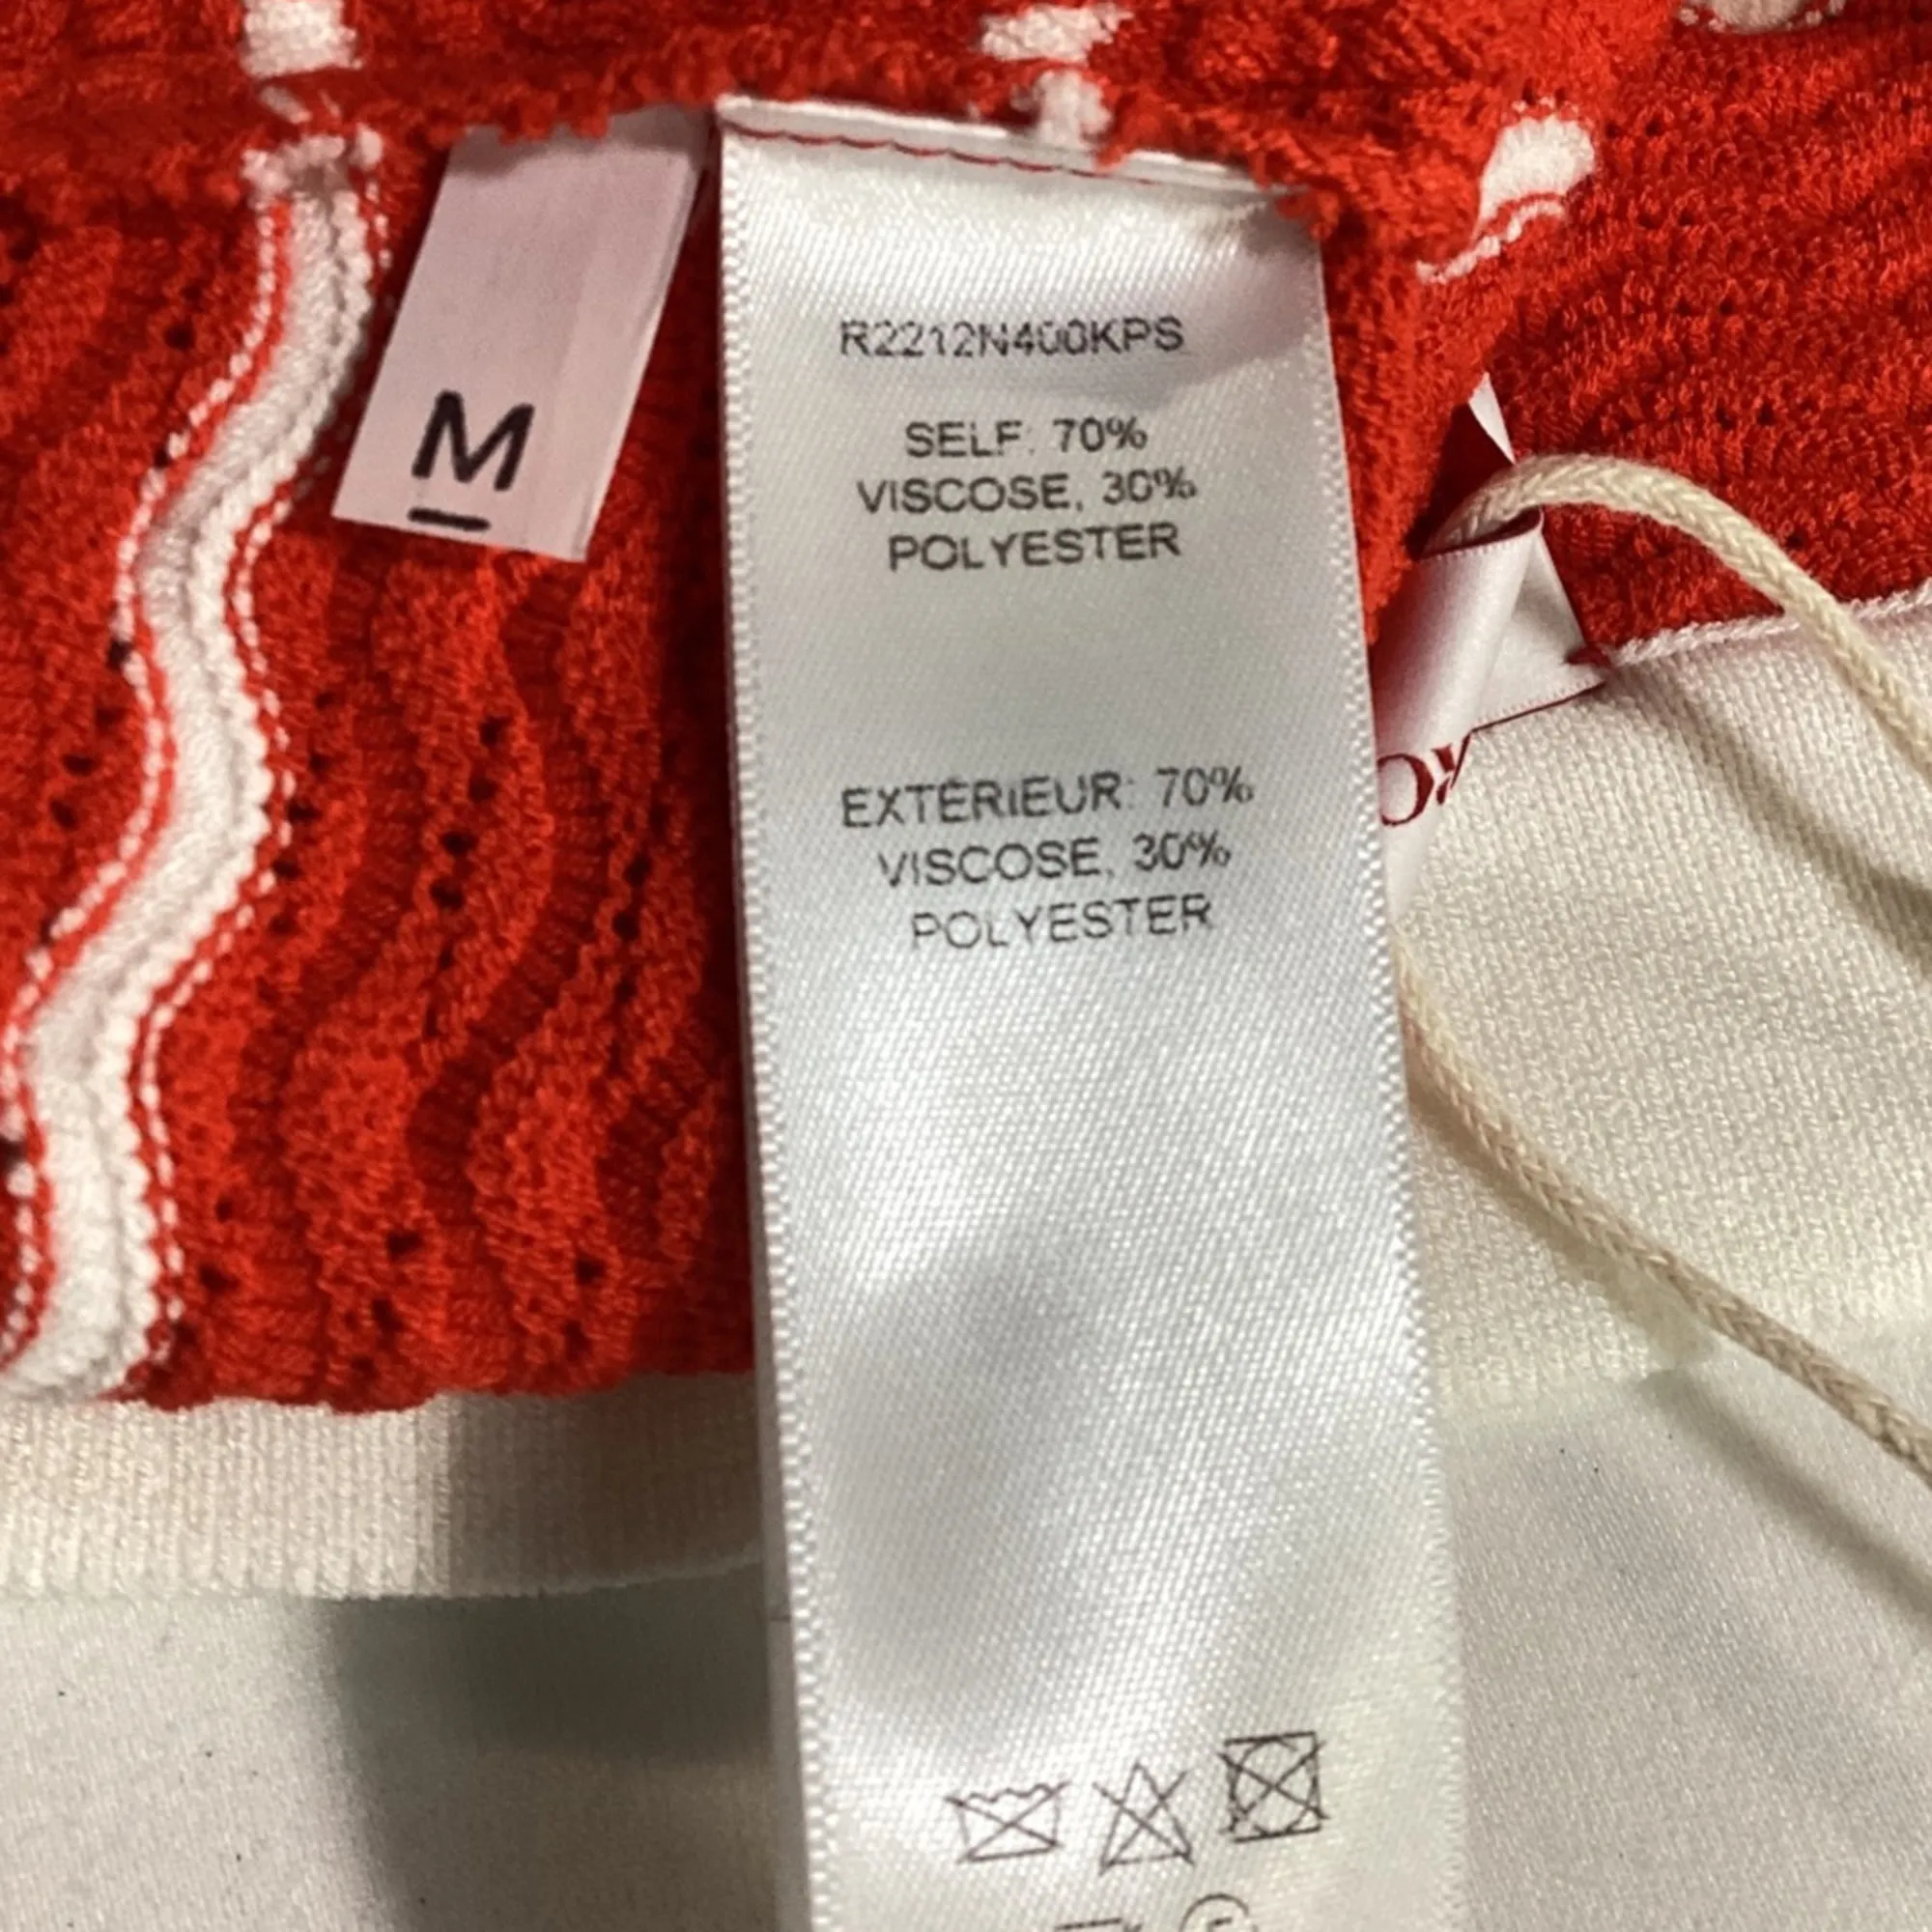 M
R2212N400KPS
SELF: 70%
VISCOSE, 30%
POLYESTER
EXTÉRIEUR: 70%
VISCOSE, 30%
POLYESTER